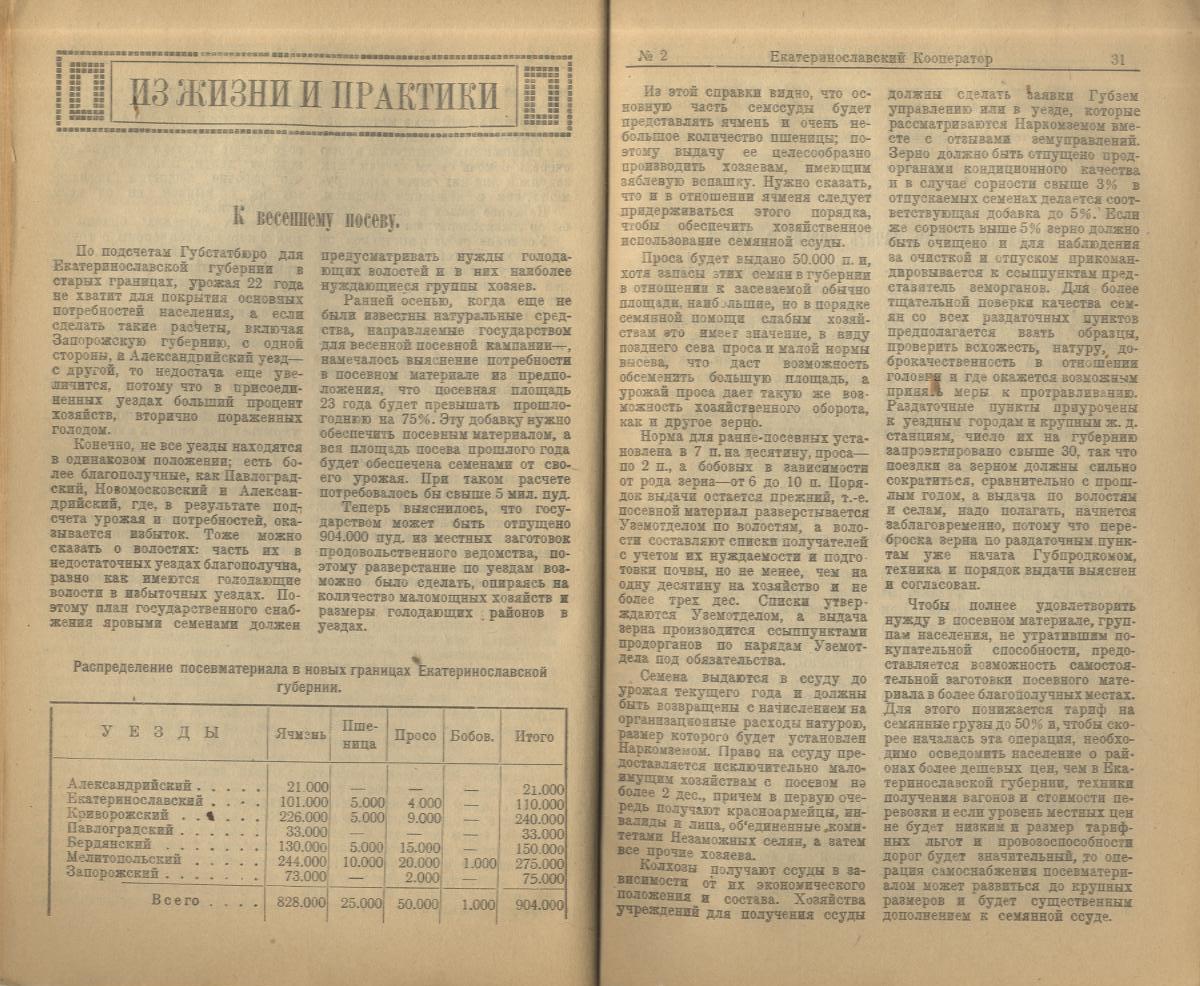 ИЗ ЖИЗНИ И ПРАКТИКИ
К весеннему посеву.
По подсчетам Губстатбюро для
Екатеринославской губернии в
старых границах, урожая 22 года
не хватит для покрытия основных
потребностей населения, а если
сделать такие расчеты, включая
Запорожскую губернию, с одной
стороны, и Александрийский уезд—
с другой, то недостача еще уве-
личится, потому что в присоеди-
ненных уездах больший процент
хозяйств, вторично пораженных
голодом.
Конечно, не все уезды находятся
в одинаковом положении; есть бо-
лее благополучные, как Павлоград-
ский, Новомосковский и Алексан-
дрийский, где, в результате под-
счета урожая и потребностей, ока-
зывается избыток. Тоже можно
сказать о волостях: часть их в
недостаточных уездах благополучна,
равно как имеются голодающие
волости в избыточных уездах. По-
этому план государственного снаб-
жения яровыми семенами должен
предусматривать нужды голода-
ющих волостей и в них наиболее
нуждающиеся группы хозяев.
Ранней осенью, когда еще не
были известны натуральные сред-
ства, направляемые государством
для весенней посевной кампании—,
намечалось выяснение потребности
в посевном материале из предпо-
ложения, что посевная площадь
23 года будет превышать прошло-
годнюю на 75%. Эту добавку нужно
обеспечить посевным материалом, а
вся площадь посева прошлого года
будет обеспечена семенами от сво-
его урожая. При таком расчете
потребовалось бы свыше 5 мил. пуд.
Теперь выяснилось, что госу-
дарством может быть отпущено
904.000 пуд. из местных заготовок
продовольственного ведомства, по-
этому разверстание по уездам воз-
можно было сделать, опираясь на
количество маломощных хозяйств и
размеры голодающих районов в
уездах.
Распределение посевматериала в новых границах Екатеринославской
губернии.
УЕЗДЫ Ячмень Пше-ница Просо Бобов. Итого
Александрийский . . . . . 21.000 — — — 21.000
Екатеринославский . . . . 101.000 5.000 4.000 — 110.000
Криворожский . . . . . 226.000 5.000 9.000 — 240.000
Павлоградский . . . . . . 33.000 — — — 33.000
Бердянский . . . . . . 130.000 5.000 15.000 — 150.000
Мелитопольский . . . . . 244.000 10.000 20.000 1.000 275.000
Запорожский . . . . . . . 73.000 — 2.000 — 75.000
Всего . . . . 828.000 25.000 50.000 1.000 904.000
№ 2 Екатеринославский Кооператор 31
Из этой справки видно, что ос-
новную часть семссуды будет
представлять ячмень и очень не-
большое количество пшеницы; по-
этому выдачу ее целесообразно
производить хозяевам, имеющим
зяблевую вспашку. Нужно сказать,
что и в отношении ячменя следует
придерживаться этого порядка,
чтобы обеспечить хозяйственное
использование семянной ссуды.
Проса будет выдано 50.000 п. и,
хотя запасы этих семян в губернии
в отношении к засеваемой обычно
площади, наибольшие, но в порядке
семянной помощи слабым хозяй-
ствам это имеет значение, в виду
позднего сева проса и малой нормы
высева, что даст возможность
обсеменить большую площадь, а
урожай проса дает такую же воз-
можность хозяйственного оборота,
как и другое зерно.
Норма для ранне-посевных уста-
новлена в 7 п. на десятину, проса—
по 2 п., а бобовых в зависимости
от рода зерна—от 6 до 10 п. Поря-
док выдачи остается прежний, т.-е.
посевной материал разверстывается
Уземотделом по волостям, а воло-
сти составляют списки получателей
с учетом их нуждаемости и подго-
товки почвы, но не менее, чем на
одну десятину на хозяйство и не
более трех дес. Списки утвер-
ждаются Уземотделом, а выдача
зерна производится ссыппунктами
продорганов по нарядам Уземот-
дела под обязательства.
Семена выдаются в ссуду до
урожая текущего года и должны
быть возвращены с начислением на
организационные расходы натурою,
размер которого будет установлен
Наркомземом. Право на ссуду пре-
доставляется исключительно мало-
имущим хозяйствам с посевом не
более 2 дес., причем в первую оче-
редь получают красноармейцы, ин-
валиды и лица, об'единенные „коми-
тетами Незаможных селян, а затем
все прочие хозяева.
Колхозы получают ссуды в за-
висимости от их экономического
положения и состава. Хозяйства
учреждений для получения ссуды
должны сделать заявки Губзем
управлению или в уезде, которые
рассматриваются Наркомземом вме-
сте с отзывами земуправлений.
Зерно должно быть отпущено прод-
органами кондиционного качества
и в случае сорности свыше 3% в
отпускаемых семенах делается соот-
ветствующая добавка до 5%. Если
же сорность выше 5% зерно должно
быть очищено и для наблюдения
за очисткой и отпуском прикоман-
дировывается к ссыппунктам пред-
ставитель земорганов. Для более
тщательной поверки качества сем-
ян со всех раздаточных пунктов
предполагается взять образцы,
проверить всхожесть, натуру, до-
брокачественность в отношении
головни и где окажется возможным
принять меры к протравливанию.
Раздаточные пункты приурочены
к уездным городам и крупным ж. д.
станциям, число их на губернию
запроэктировано свыше 30, так что
поездки за зерном должны сильно
сократиться, сравнительно с прош-
лым годом, а выдача по волостям
и селам, надо полагать, начнется
заблаговременно, потому что пере-
броска зерна по раздаточным пунк-
там уже начата Губпродкомом,
техника и порядок выдачи выяснен
и согласован.
Чтобы полнее удовлетворить
нужду в посевном материале, груп-
пам населения, не утратившим по-
купательной способности, предо-
ставляется возможность самостоя-
тельной заготовки посевного мате-
риала в более благополучных местах.
Для этого понижается тариф на
семянные грузы до 50% и, чтобы ско-
рее началась эта операция, необхо-
димо осведомить население о рай-
онах более дешевых цен, чем в Ека-
теринославской губернии, техники
получения вагонов и стоимости пе-
ревозки и если уровень местных цен
не будет низким и размер тариф-
ных льгот и провозоспособности
дорог будет значительный, то опе-
рация самоснабжения посевматери-
алом может развиться до крупных
размеров и будет существенным
дополнением к семянной ссуде.